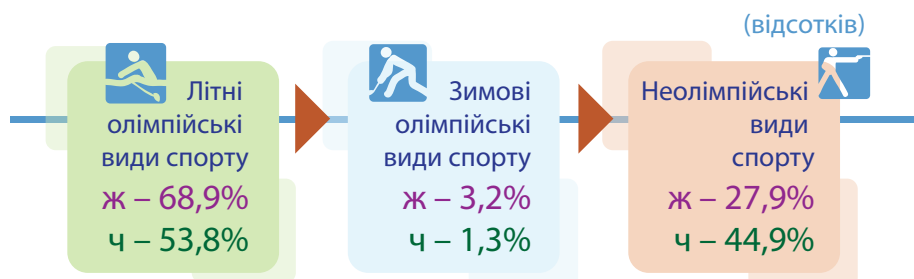 (відсотків)
Літні
олімпійські
види спорту
ж – 68,9%
ч – 53,8%
Зимові
олімпійські
види спорту
ж – 3,2%
ч – 1,3%
Неолімпійські
види
спорту
ж – 27,9%
ч – 44,9%